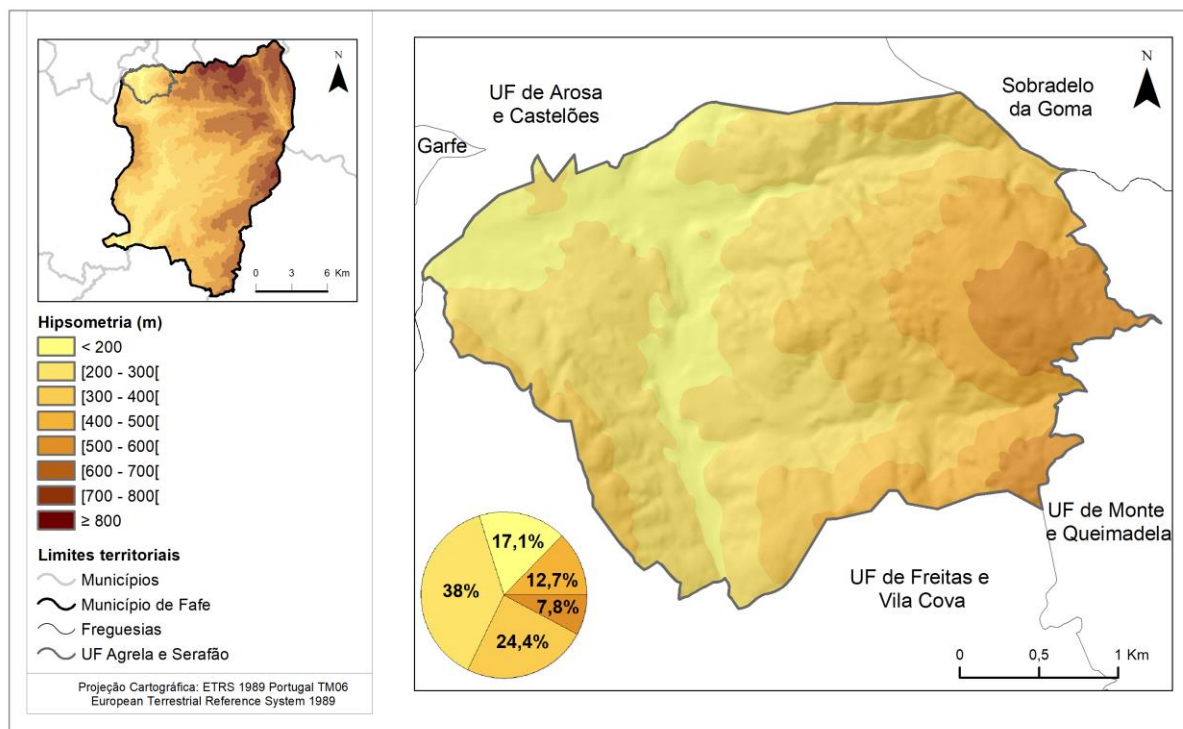 N
0 3 6 Km
Hipsometria (m)
< 200
[200 - 300[
[300 - 400[
[400 - 500[
[500 - 600[
[600 - 700[
[700 - 800[
≥ 800
Limites territoriais
Municípios
Município de Fafe
Freguesias
UF Agrela e Serafão
Projeção Cartográfica: ETRS 1989 Portugal TM06
European Terrestrial Reference System 1989
UF de Arosa
e Castelões
Garfe
Sobradelo
da Goma
N
UF de Monte
e Queimadela
UF de Freitas e
Vila Cova
17,1%
12,7%
38%
7,8%
24,4%
0 0,5 1 Km